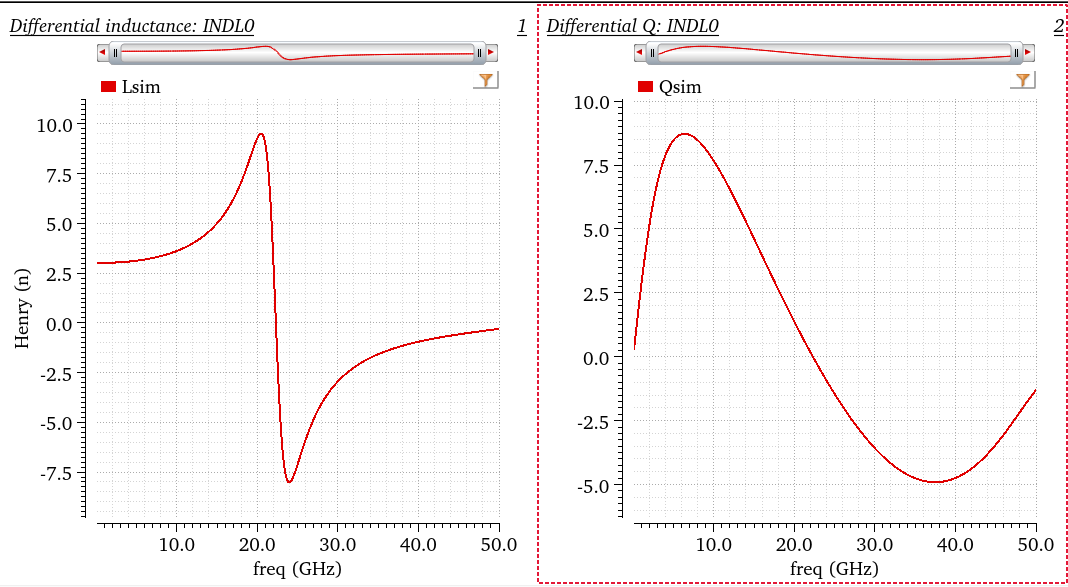 Differential inductance: INDL0 1
Lsim
10.0
7.5
5.0
2.5
0.0
-2.5
-5.0
-7.5
Henry (n)
10.0 20.0 30.0 40.0 50.0
freq (GHz)
Differential Q: INDL0 2
Qsim
10.0
7.5
5.0
2.5
0.0
-2.5
-5.0
10.0 20.0 30.0 40.0 50.0
freq (GHz)